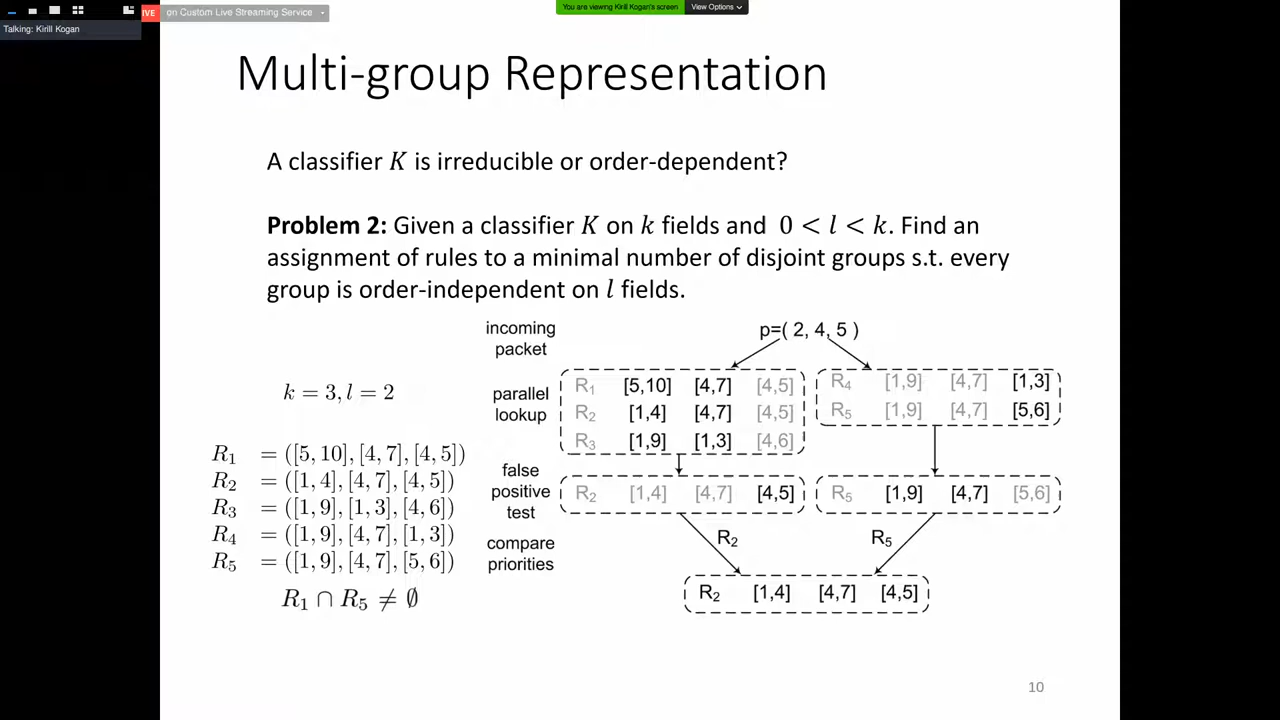 LIVE on Custom Live Streaming Service
You are viewing Kirill Kogan's screen View Options
Talking: Kirill Kogan
Multi-group Representation
A classifier K is irreducible or order-dependent?
Problem 2: Given a classifier K on k fields and 0 < l < k. Find an
assignment of rules to a minimal number of disjoint groups s.t. every
group is order-independent on l fields.
k = 3, l = 2
R₁ = ([5, 10], [4, 7], [4, 5])
R₂ = ([1, 4], [4, 7], [4, 5])
R₃ = ([1, 9], [1, 3], [4, 6])
R₄ = ([1, 9], [4, 7], [1, 3])
R₅ = ([1, 9], [4, 7], [5, 6])
R₁ ∩ R₅ ≠ ∅
incoming
packet
p=( 2, 4, 5 )
parallel
lookup
R₁ [5,10] [4,7] [4,5]
R₂ [1,4] [4,7] [4,5]
R₃ [1,9] [1,3] [4,6]
R₄ [1,9] [4,7] [1,3]
R₅ [1,9] [4,7] [5,6]
false
positive
test
R₂ [1,4] [4,7] [4,5]
R₅ [1,9] [4,7] [5,6]
compare
priorities
R₂
R₅
R₂ [1,4] [4,7] [4,5]
10